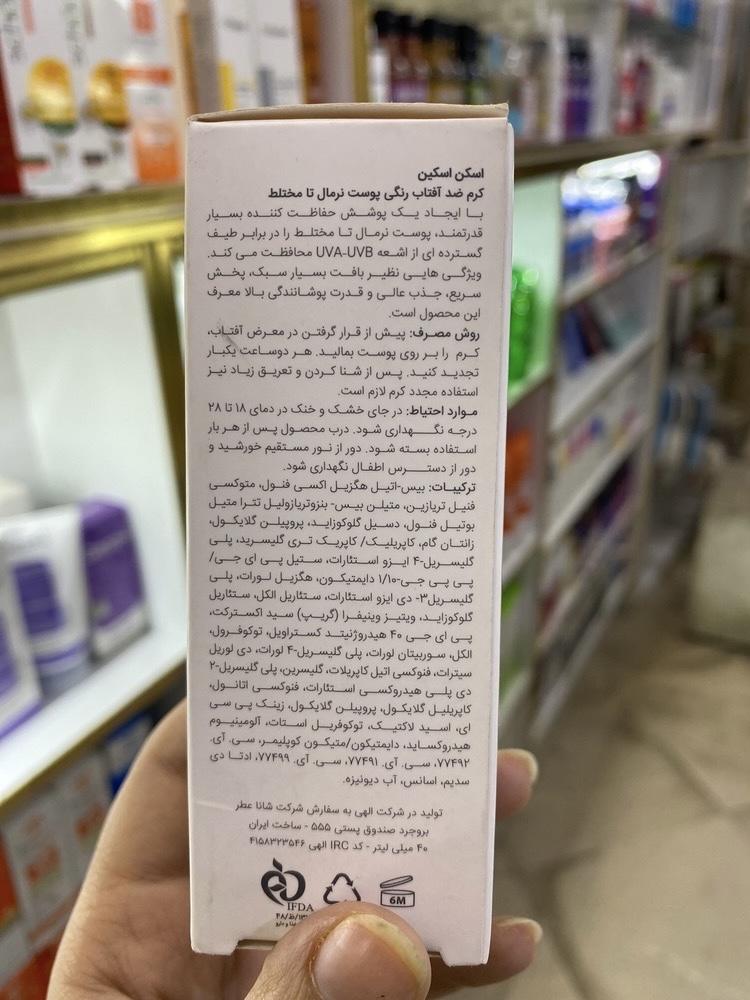 اسکن اسکین
کرم ضد آفتاب رنگی پوست نرمال تا مختلط
با ایجاد یک پوشش حفاظت کننده بسیار
قدرتمند، پوست نرمال تا مختلط را در برابر طیف
گسترده ای از اشعه UVA-UVB محافظت می کند.
ویژگی هایی نظیر بافت بسیار سبک، پخش
سریع، جذب عالی و قدرت پوشانندگی بالا معرف
این محصول است.
روش مصرف: پیش از قرار گرفتن در معرض آفتاب،
کرم را بر روی پوست بمالید. هر دوساعت یکبار
تجدید کنید. پس از شنا کردن و تعریق زیاد نیز
استفاده مجدد کرم لازم است.
موارد احتیاط: در جای خشک و خنک در دمای ۱۸ تا ۲۸
درجه نگهداری شود. درب محصول پس از هر بار
استفاده بسته شود. دور از نور مستقیم خورشید و
دور از دسترس اطفال نگهداری شود.
ترکیبات: بیس-اتیل هگزیل اکسی فنول، متوکسی
فنیل تریازین، متیلن بیس- بنزوتریازولیل تترا متیل
بوتیل فنول، دسیل گلوکوزاید، پروپیلن گلایکول،
زانتان گام، کاپریلیک/ کاپریک تری گلیسرید، پلی
گلیسریل-۴ ایزو استئارات، ستیل پی ای جی/
پی پی جی-۱/۱۰ دایمتیکون، هگزیل لورات، پلی
گلیسریل۳- دی ایزو استئارات، ستئاریل الکل، ستئاریل
گلوکوزاید، ویتیز وینیفرا (گریپ) سید اکسترکت،
پی ای جی ۴۰ هیدروژنیتد کستراویل، توکوفرول،
الکل، سوربیتان لورات، پلی گلیسریل-۴ لورات، دی لوریل
سیترات، فنوکسی اتیل کاپریلات، گلیسرین، پلی گلیسریل-۲
دی پلی هیدروکسی استئارات، فنوکسی اتانول،
کاپریلیل گلایکول، پروپیلن گلایکول، زینک پی سی
ای، اسید لاکتیک، توکوفریل استات، آلومینیوم
هیدروکساید، دایمتیکون/متیکون کوپلیمر، سی. آی.
۷۷۴۹۲، سی. آی. ۷۷۴۹۱، سی. آی. ۷۷۴۹۹، ادتا دی
سدیم، اسانس، آب دیونیزه.
تولید در شرکت الهی به سفارش شرکت شانا عطر
بروجرد صندوق پستی ۵۵۵ - ساخت ایران
۴۰ میلی لیتر - کد IRC الهی ۴۱۵۸۳۲۳۵۴۶
6M
IFDA